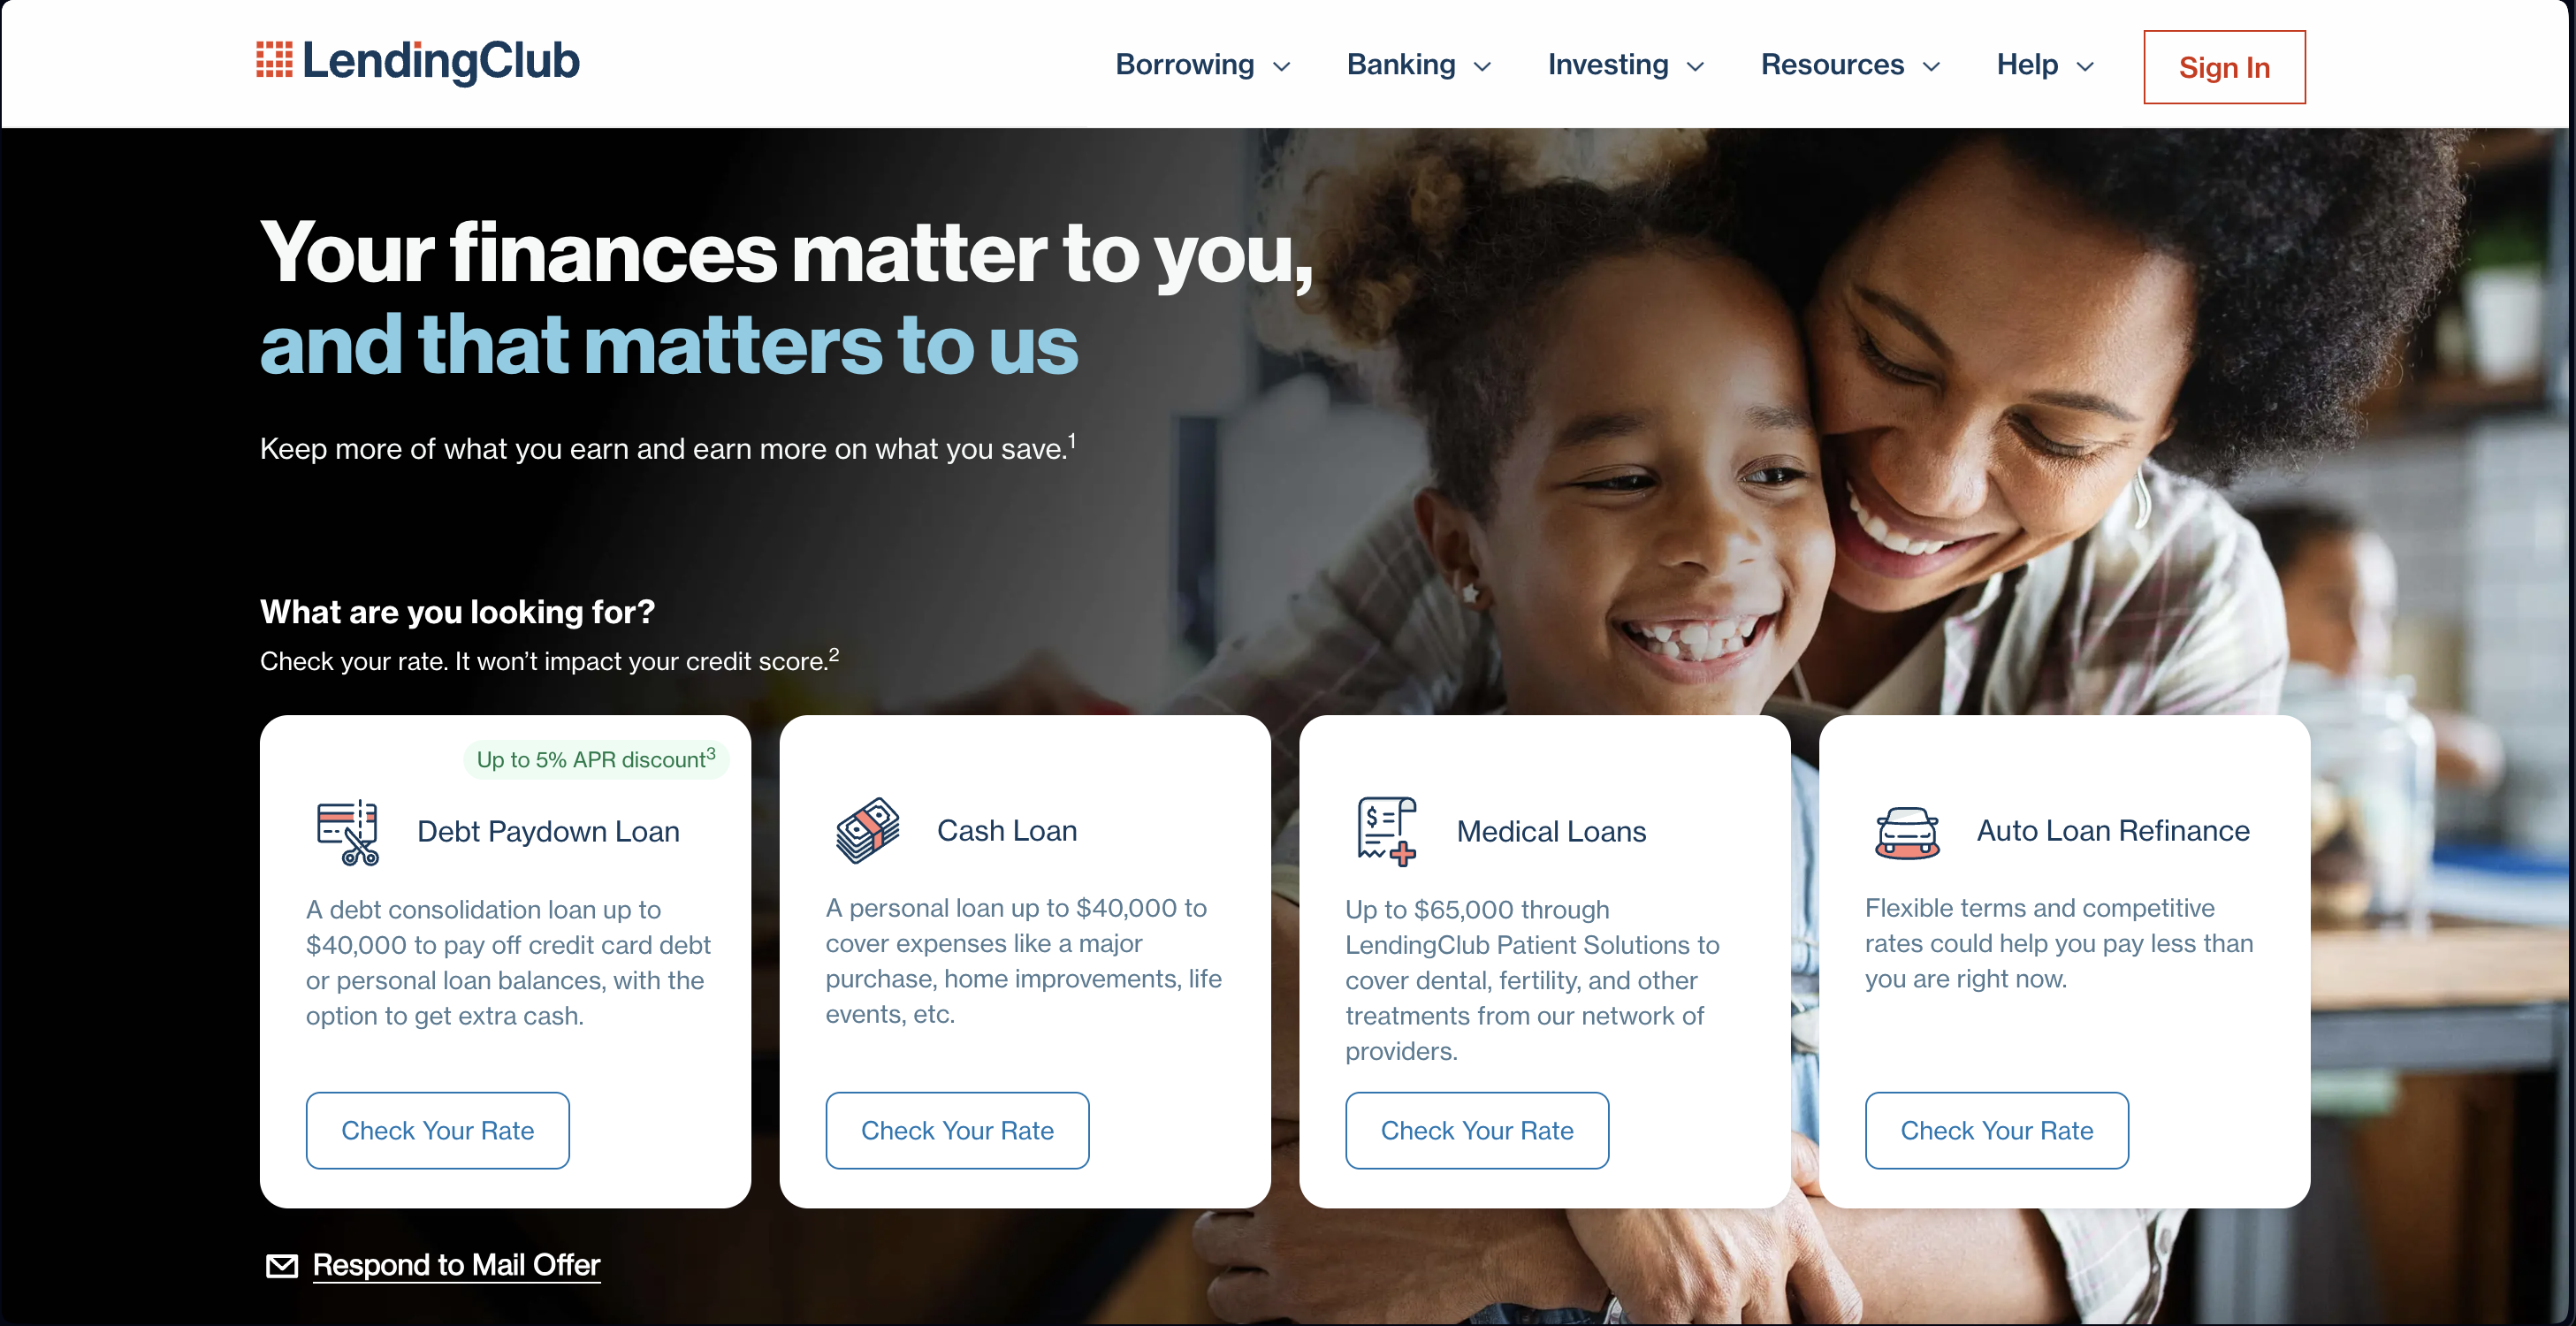 LendingClub
Borrowing
Banking
Investing
Resources
Help
Sign In
Your finances matter to you,
and that matters to us
Keep more of what you earn and earn more on what you save.1
What are you looking for?
Check your rate. It won’t impact your credit score.2
Up to 5% APR discount3
Debt Paydown Loan
A debt consolidation loan up to
$40,000 to pay off credit card debt
or personal loan balances, with the
option to get extra cash.
Check Your Rate
Cash Loan
A personal loan up to $40,000 to
cover expenses like a major
purchase, home improvements, life
events, etc.
Check Your Rate
Medical Loans
Up to $65,000 through
LendingClub Patient Solutions to
cover dental, fertility, and other
treatments from our network of
providers.
Check Your Rate
Auto Loan Refinance
Flexible terms and competitive
rates could help you pay less than
you are right now.
Check Your Rate
Respond to Mail Offer